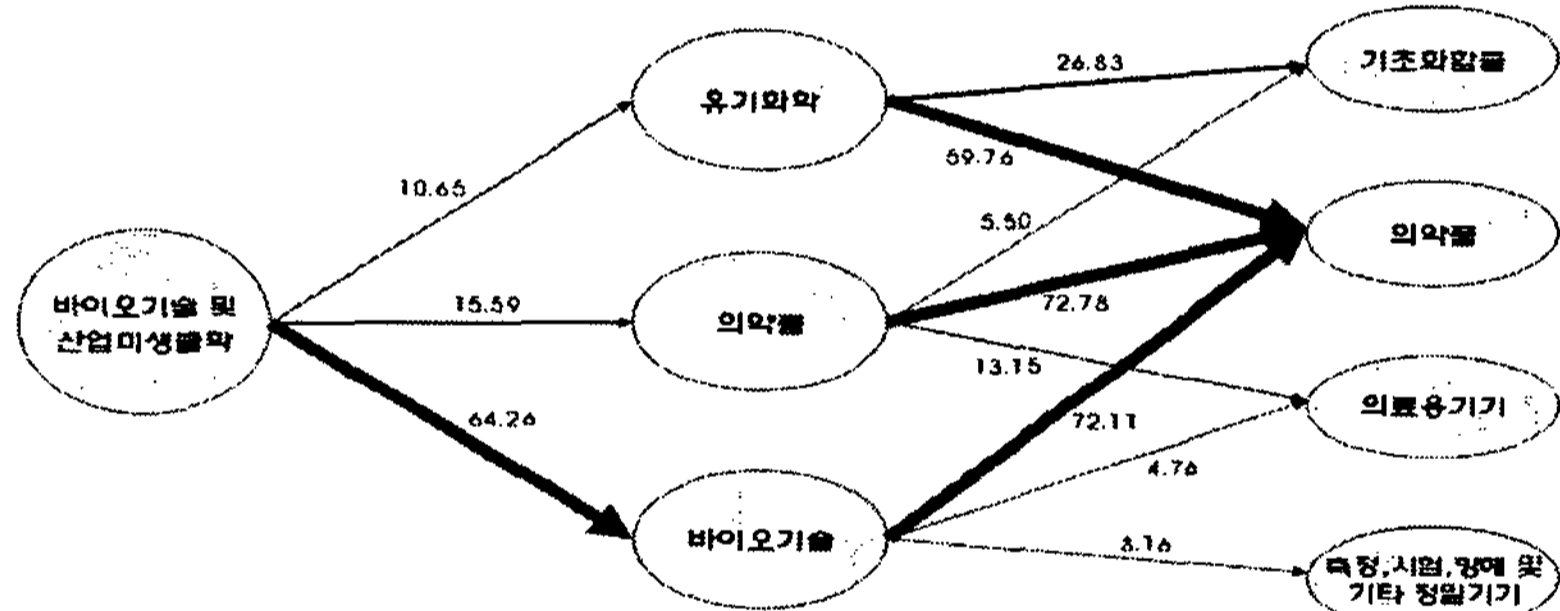 26.83
기초화합물
유기화학
59.76
10.65
5.50
의약품
바이오기술 및
산업미생물학
15.59
의약품
72.78
13.15
의료용기기
64.26
72.11
4.76
바이오기술
측정,시험,항해 및
기타 정밀기기